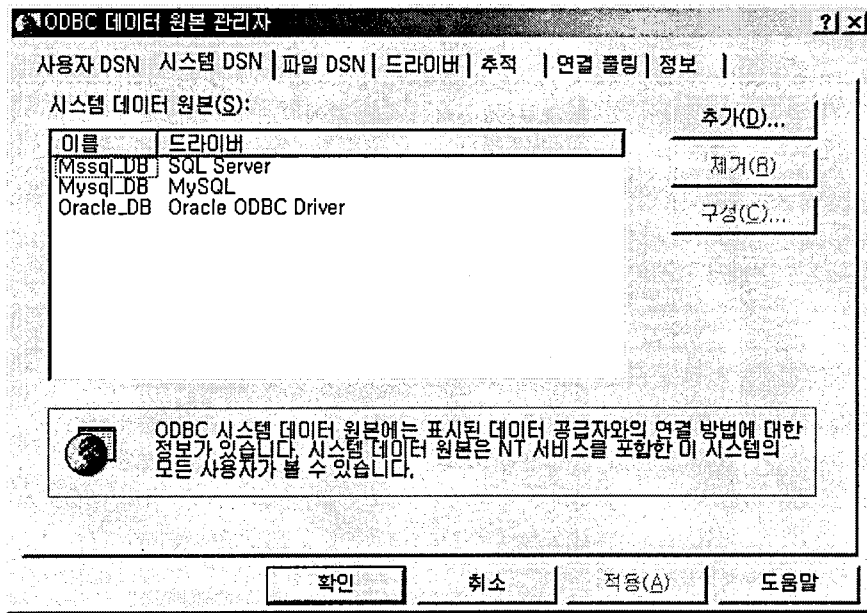 ODBC 데이터 원본 관리자
사용자 DSN 시스템 DSN 파일 DSN 드라이버 추적 연결 풀링 정보
시스템 데이터 원본(S):
이름 드라이버
Mssql_DB SQL Server
Mysql_DB MySQL
Oracle_DB Oracle ODBC Driver
추가(D)...
제거(R)
구성(C)...
ODBC 시스템 데이터 원본에는 표시된 데이터 공급자와의 연결 방법에 대한
정보가 있습니다. 시스템 데이터 원본은 NT 서비스를 포함한 이 시스템의
모든 사용자가 볼 수 있습니다.
확인 취소 적용(A) 도움말